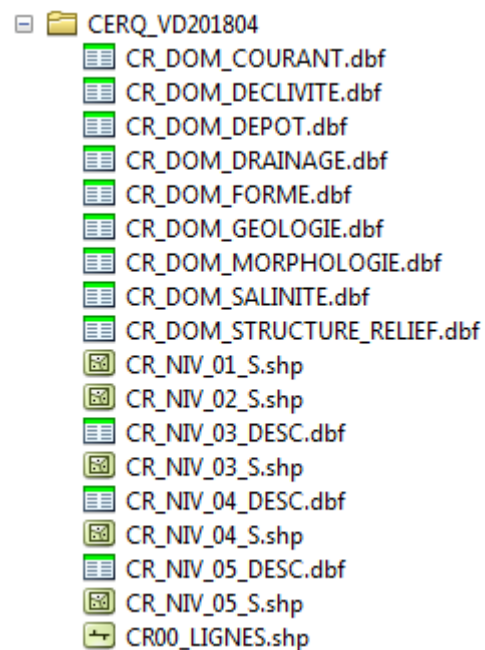 CERQ_VD201804
CR_DOM_COURANT.dbf
CR_DOM_DECLIVITE.dbf
CR_DOM_DEPOT.dbf
CR_DOM_DRAINAGE.dbf
CR_DOM_FORME.dbf
CR_DOM_GEOLOGIE.dbf
CR_DOM_MORPHOLOGIE.dbf
CR_DOM_SALINITE.dbf
CR_DOM_STRUCTURE_RELIEF.dbf
CR_NIV_01_S.shp
CR_NIV_02_S.shp
CR_NIV_03_DESC.dbf
CR_NIV_03_S.shp
CR_NIV_04_DESC.dbf
CR_NIV_04_S.shp
CR_NIV_05_DESC.dbf
CR_NIV_05_S.shp
CR00_LIGNES.shp